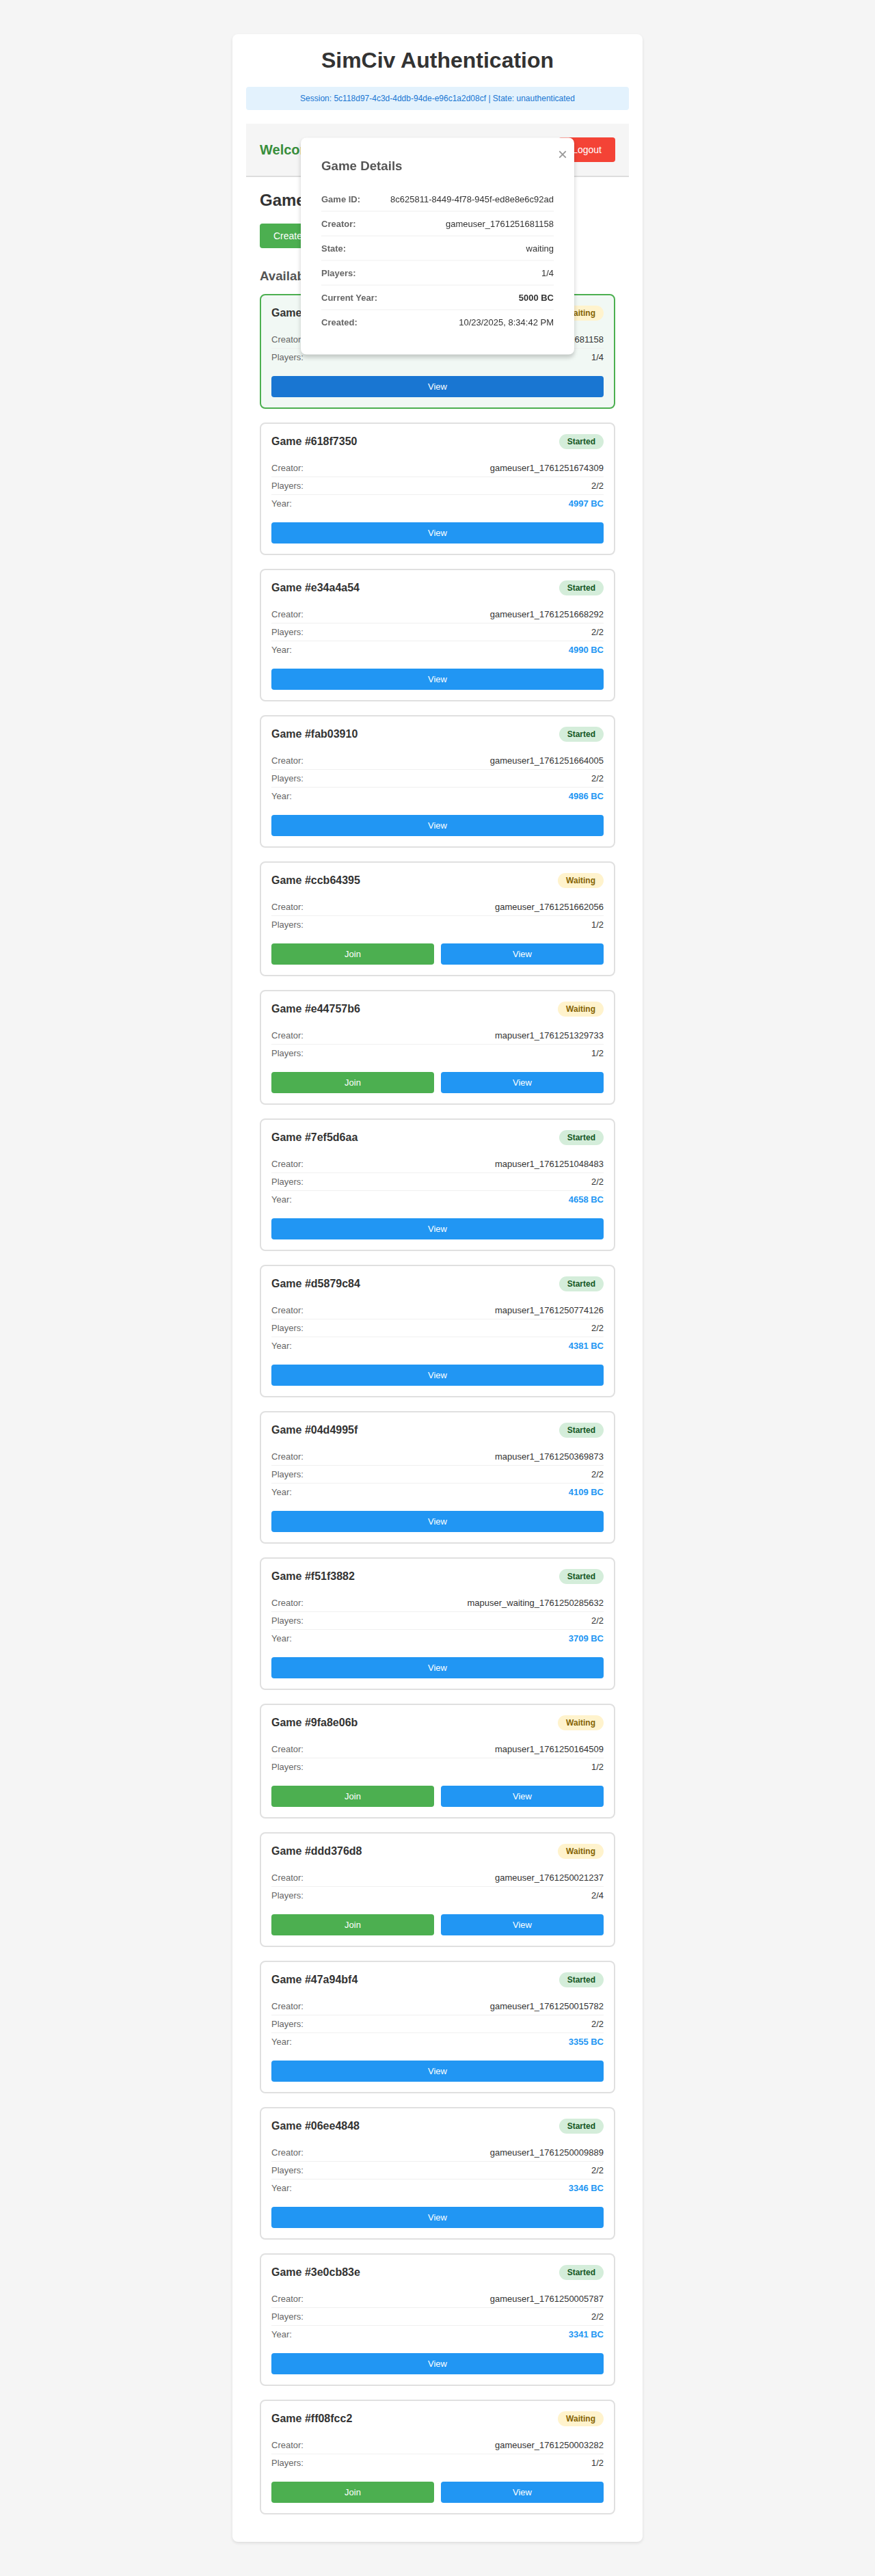 SimCiv Authentication
Session: 5c118d97-4c3d-4ddb-94de-e96c1a2d08cf | State: unauthenticated
Logout
×
Game Details
Game ID: 8c625811-8449-4f78-945f-ed8e8e6c92ad
Creator: gameuser_1761251681158
State: waiting
Players: 1/4
Current Year: 5000 BC
Created: 10/23/2025, 8:34:42 PM
Game
Create
Game
Creator 681158
Players: 1/4
View
Game #618f7350 Started
Creator: gameuser1_1761251674309
Players: 2/2
Year: 4997 BC
View
Game #e34a4a54 Started
Creator: gameuser1_1761251668292
Players: 2/2
Year: 4990 BC
View
Game #fab03910 Started
Creator: gameuser1_1761251664005
Players: 2/2
Year: 4986 BC
View
Game #ccb64395 Waiting
Creator: gameuser_1761251662056
Players: 1/2
Join View
Game #e44757b6 Waiting
Creator: mapuser1_1761251329733
Players: 1/2
Join View
Game #7ef5d6aa Started
Creator: mapuser1_1761251048483
Players: 2/2
Year: 4658 BC
View
Game #d5879c84 Started
Creator: mapuser1_1761250774126
Players: 2/2
Year: 4381 BC
View
Game #04d4995f Started
Creator: mapuser1_1761250369873
Players: 2/2
Year: 4109 BC
View
Game #f51f3882 Started
Creator: mapuser_waiting_1761250285632
Players: 2/2
Year: 3709 BC
View
Game #9fa8e06b Waiting
Creator: mapuser1_1761250164509
Players: 1/2
Join View
Game #ddd376d8 Waiting
Creator: gameuser_1761250021237
Players: 2/4
Join View
Game #47a94bf4 Started
Creator: gameuser1_1761250015782
Players: 2/2
Year: 3355 BC
View
Game #06ee4848 Started
Creator: gameuser1_1761250009889
Players: 2/2
Year: 3346 BC
View
Game #3e0cb83e Started
Creator: gameuser1_1761250005787
Players: 2/2
Year: 3341 BC
View
Game #ff08fcc2 Waiting
Creator: gameuser_1761250003282
Players: 1/2
Join View